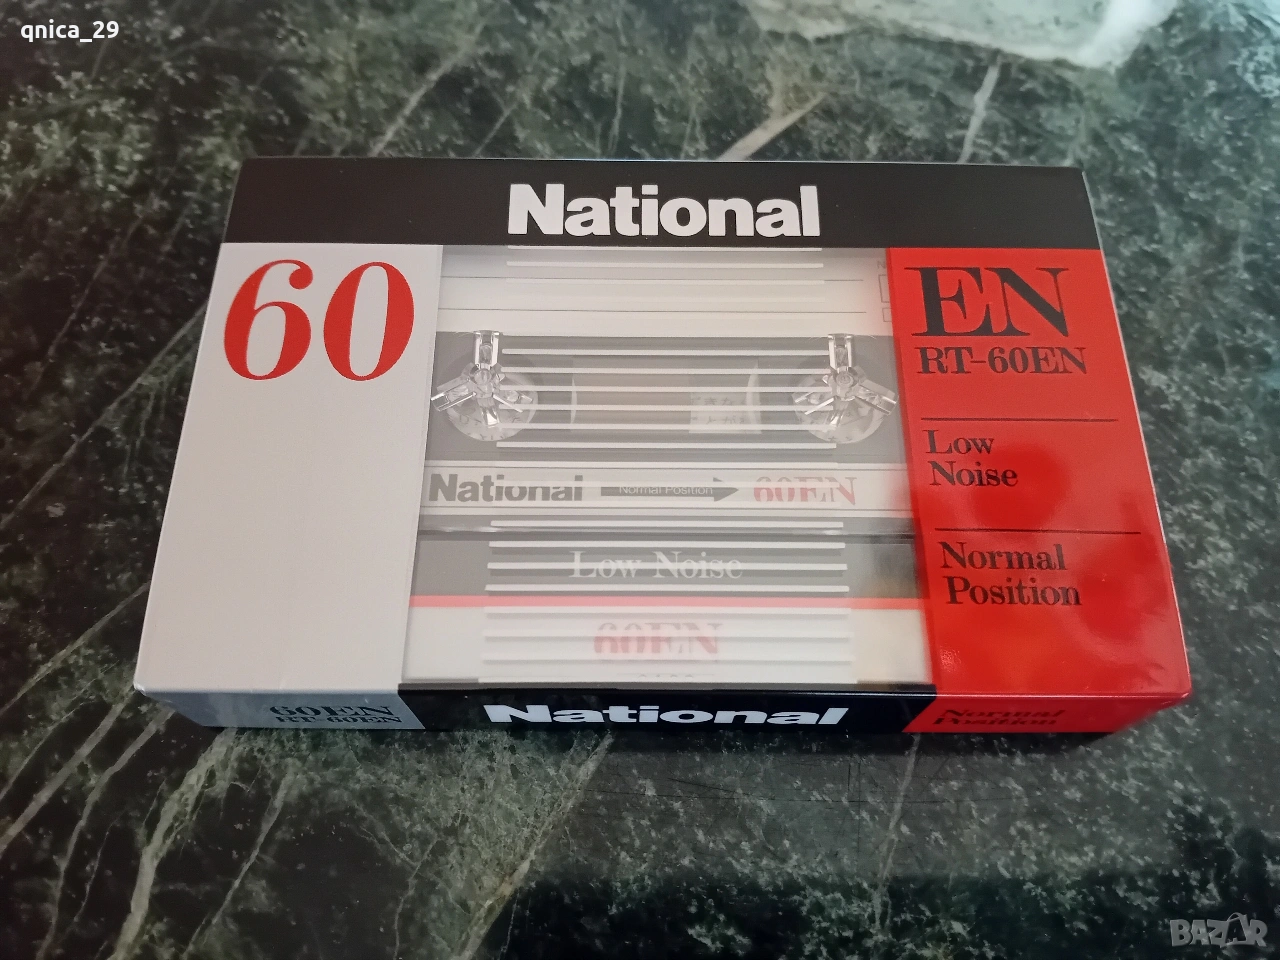 qnica_29
National
60
EN
RT-60EN
Low
Noise
Normal
Position
National Normal Position 60EN
Low Noise
60EN
60EN
RT-60EN
National
Normal
Position
BAZAR